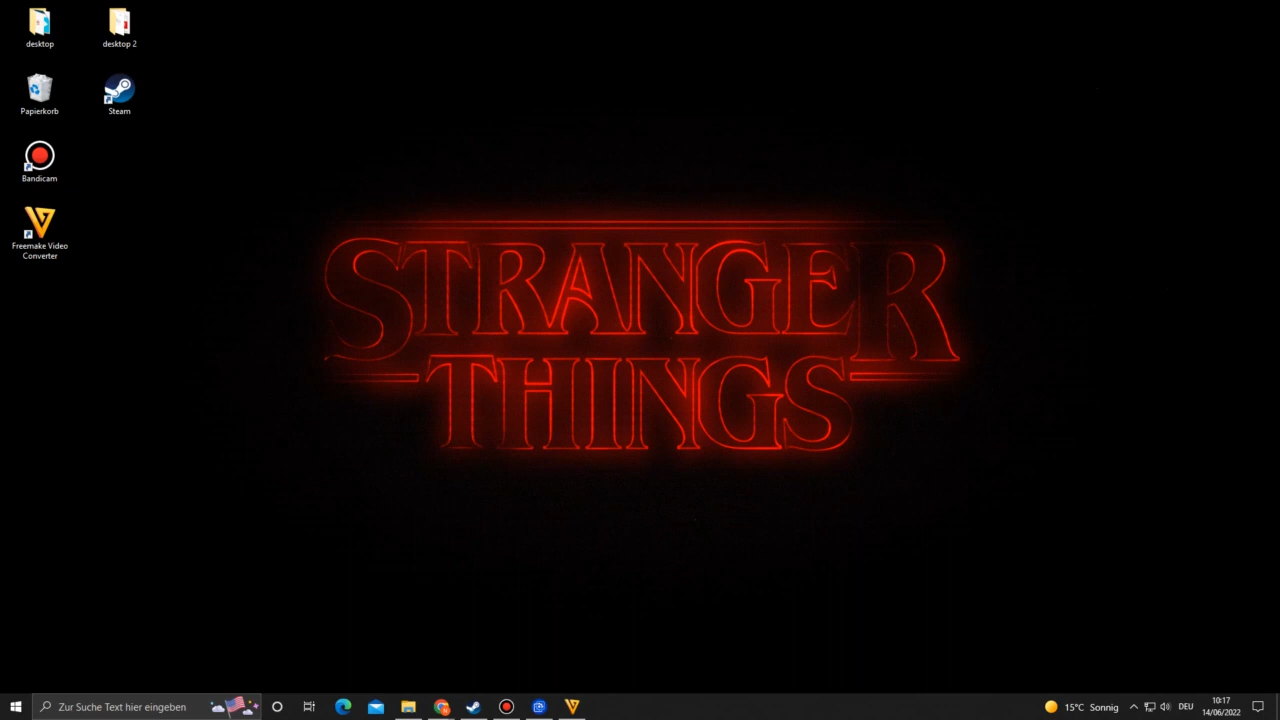 desktop
desktop 2
Papierkorb
Steam
Bandicam
Freemake Video
Converter
STRANGER
THINGS
Zur Suche Text hier eingeben
15°C Sonnig
DEU
10:17
14/06/2022